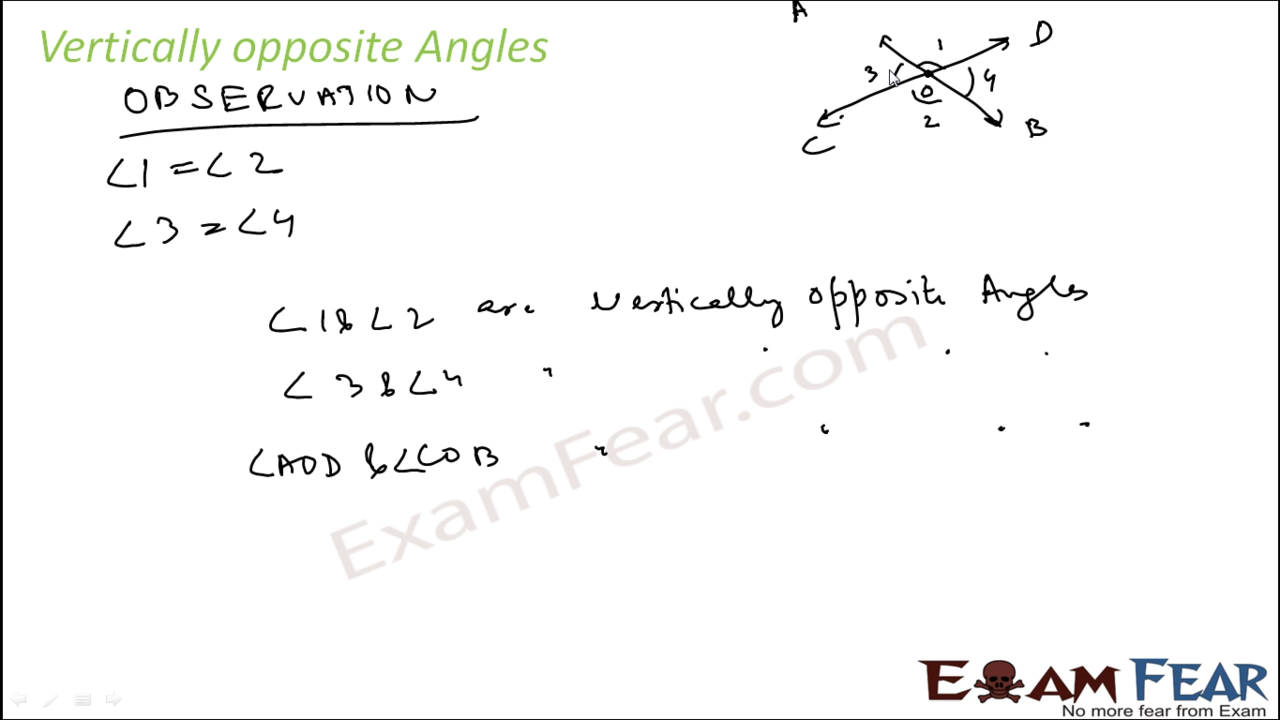 Vertically opposite Angles
OBSERVATION
∠1 = ∠2
∠3 = ∠4
A
1
D
3
4
O
2
B
C
∠1 & ∠2 are Vertically opposite Angles
∠3 & ∠4 "
∠AOD & ∠COB "
ExamFear.com
EXAM FEAR
No more fear from Exam